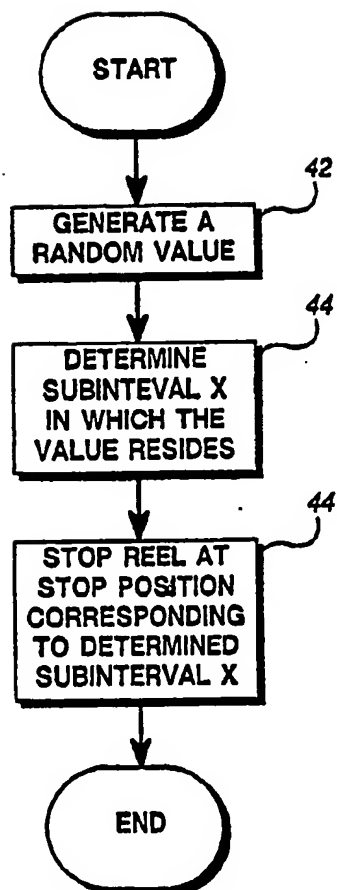 START
42
GENERATE A
RANDOM VALUE
44
DETERMINE
SUBINTEVAL X
IN WHICH THE
VALUE RESIDES
44
STOP REEL AT
STOP POSITION
CORRESPONDING
TO DETERMINED
SUBINTERVAL X
END